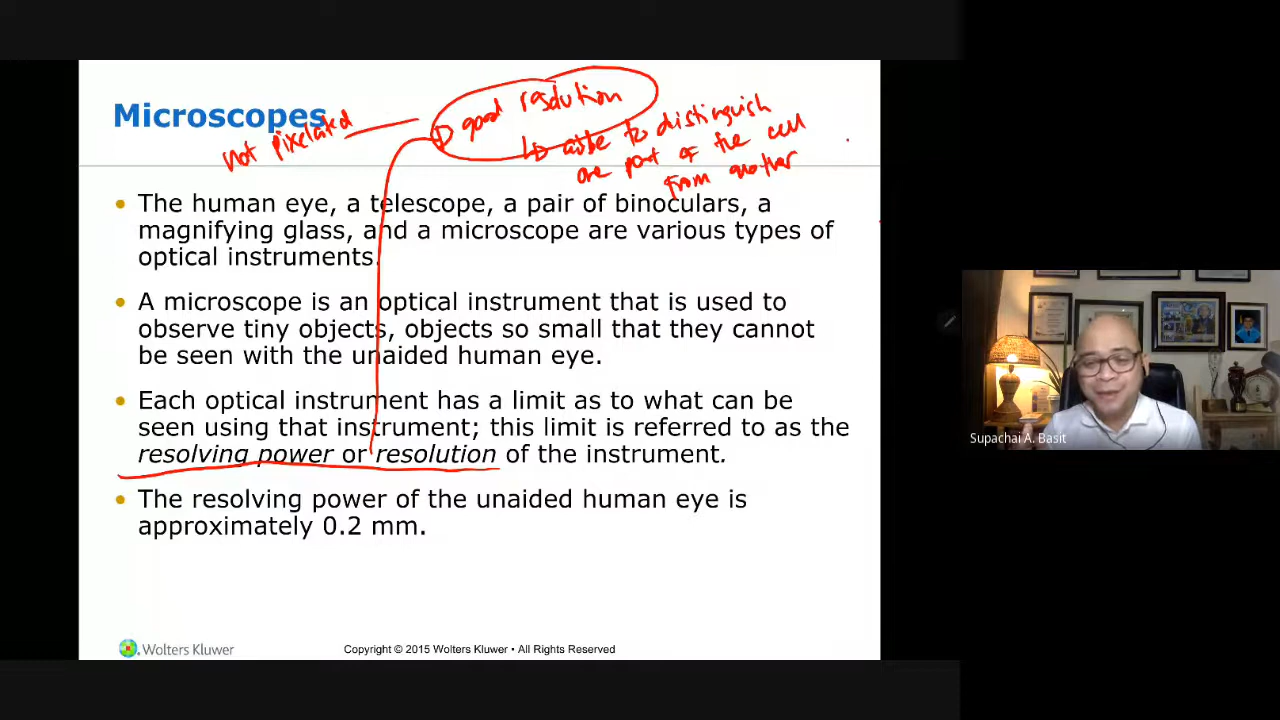 Microscopes
not pixelated
good resolution
able to distinguish
one part of the cell
from another
• The human eye, a telescope, a pair of binoculars, a
magnifying glass, and a microscope are various types of
optical instruments.
• A microscope is an optical instrument that is used to
observe tiny objects, objects so small that they cannot
be seen with the unaided human eye.
• Each optical instrument has a limit as to what can be
seen using that instrument; this limit is referred to as the
resolving power or resolution of the instrument.
• The resolving power of the unaided human eye is
approximately 0.2 mm.
Supachai A. Basit
Wolters Kluwer
Copyright © 2015 Wolters Kluwer • All Rights Reserved